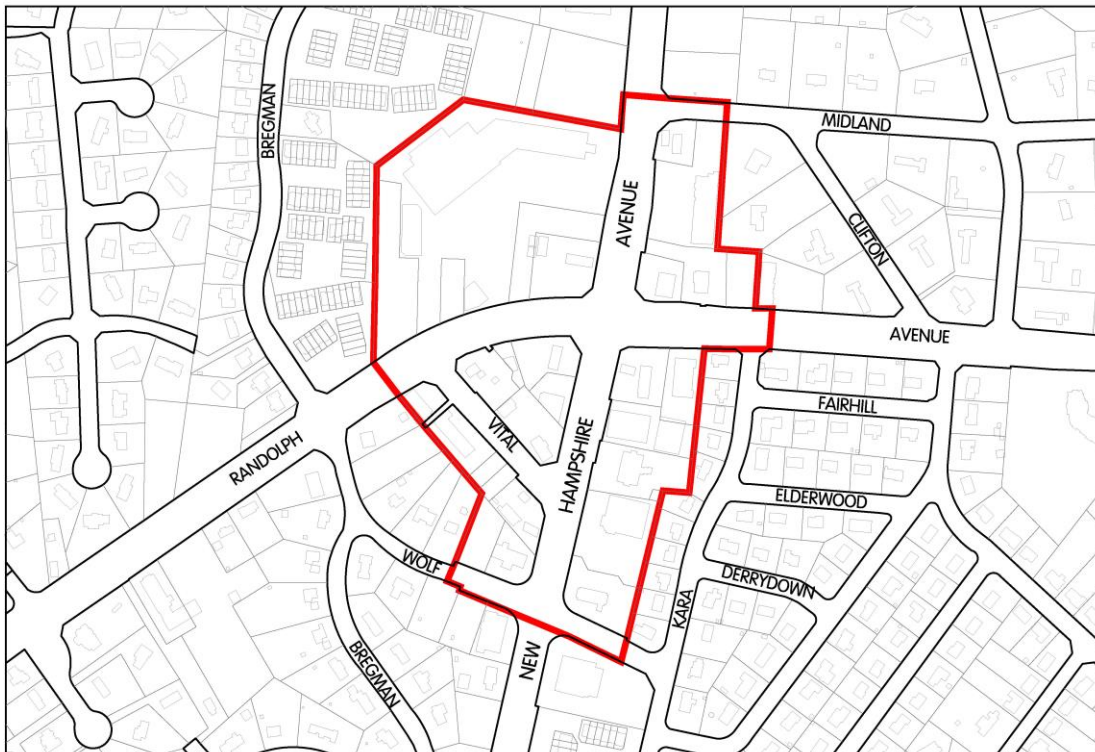 BREGMAN
MIDLAND
AVENUE
CLIFTON
AVENUE
FAIRHILL
VITAL
HAMPSHIRE
RANDOLPH
ELDERWOOD
WOLF
DERRYDOWN
KARA
NEW
BREGMAN